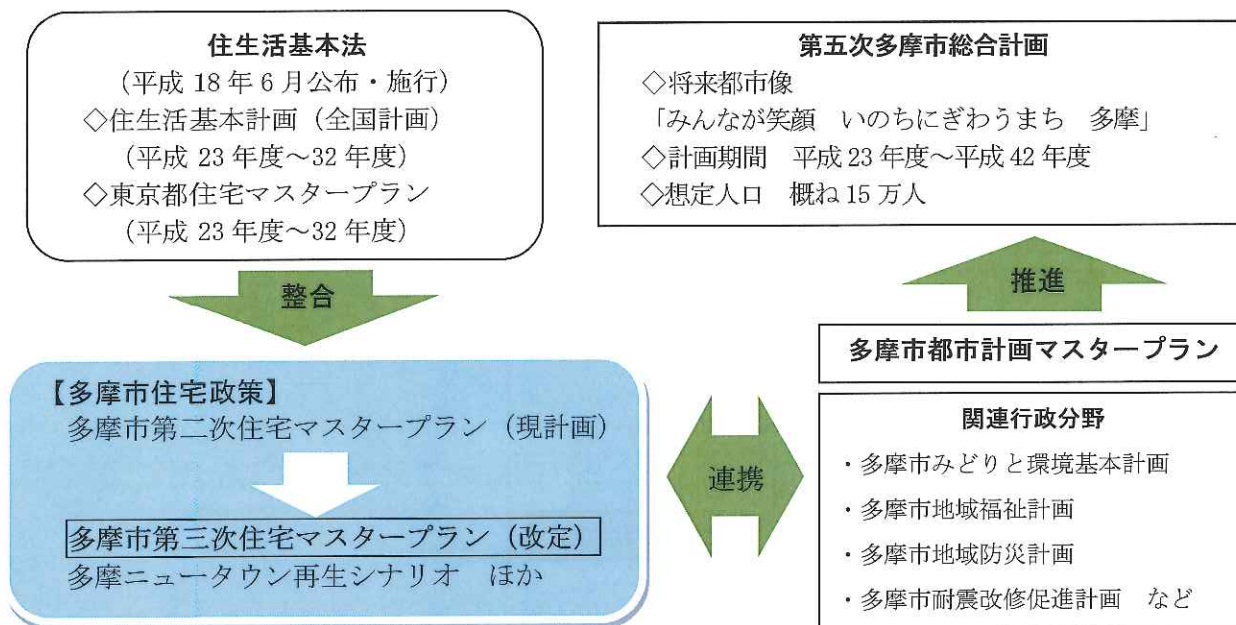 住生活基本法
（平成 18 年 6 月公布・施行）
◇住生活基本計画（全国計画）
（平成 23 年度～32 年度）
◇東京都住宅マスタープラン
（平成 23 年度～32 年度）
第五次多摩市総合計画
◇将来都市像
「みんなが笑顔　いのちにぎわうまち　多摩」
◇計画期間　平成 23 年度～平成 42 年度
◇想定人口　概ね 15 万人
整合
推進
【多摩市住宅政策】
多摩市第二次住宅マスタープラン（現計画）
多摩市第三次住宅マスタープラン（改定）
多摩ニュータウン再生シナリオ　ほか
連携
多摩市都市計画マスタープラン
関連行政分野
・多摩市みどりと環境基本計画
・多摩市地域福祉計画
・多摩市地域防災計画
・多摩市耐震改修促進計画　など